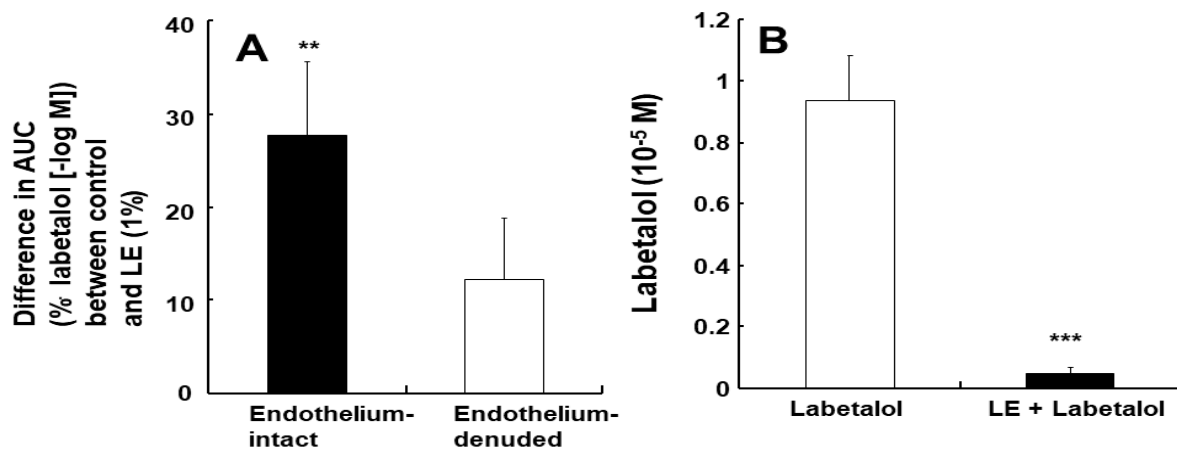 A
**
Difference in AUC
(% labetalol [-log M])
between control
and LE (1%)
40
30
20
10
0
Endothelium-
intact
Endothelium-
denuded
B
***
Labetalol (10-5 M)
1.2
1
0.8
0.6
0.4
0.2
0
Labetalol
LE + Labetalol